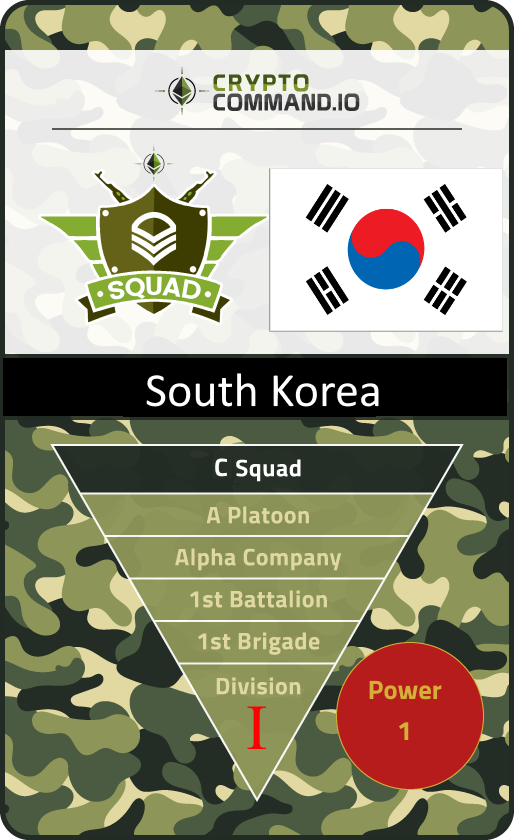 CRYPTO
COMMAND.IO
SQUAD
South Korea
C Squad
A Platoon
Alpha Company
1st Battalion
1st Brigade
Division
I
Power
1